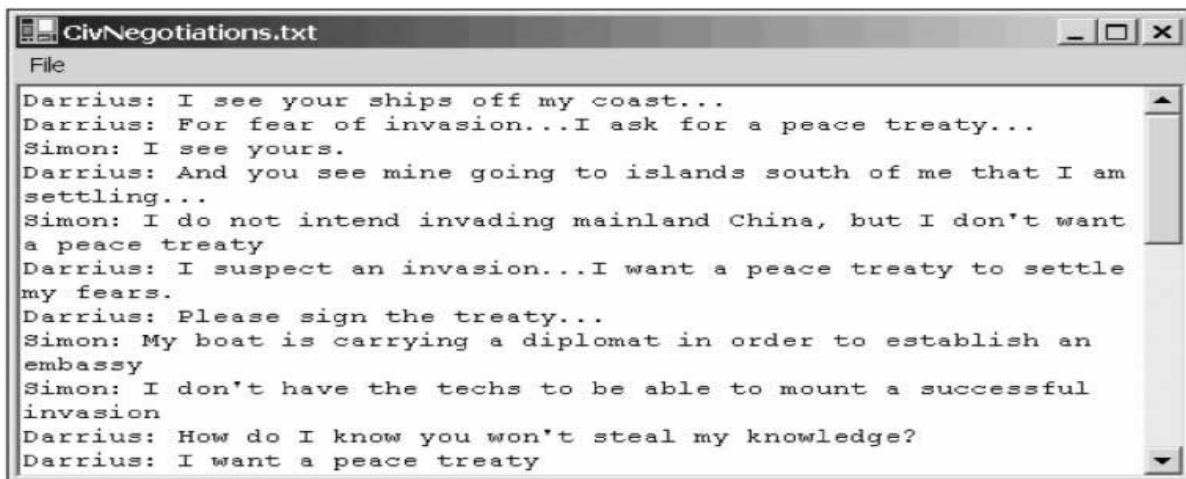 CivNegotiations.txt
File
Darrius: I see your ships off my coast...
Darrius: For fear of invasion...I ask for a peace treaty...
Simon: I see yours.
Darrius: And you see mine going to islands south of me that I am
settling...
Simon: I do not intend invading mainland China, but I don't want
a peace treaty
Darrius: I suspect an invasion...I want a peace treaty to settle
my fears.
Darrius: Please sign the treaty...
Simon: My boat is carrying a diplomat in order to establish an
embassy
Simon: I don't have the techs to be able to mount a successful
invasion
Darrius: How do I know you won't steal my knowledge?
Darrius: I want a peace treaty